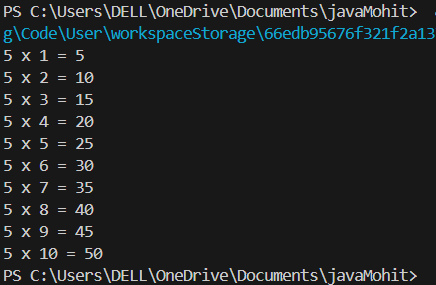 PS C:\Users\DELL\OneDrive\Documents\javaMohit>
g\Code\User\workspaceStorage\66edb95676f321f2a13
5 x 1 = 5
5 x 2 = 10
5 x 3 = 15
5 x 4 = 20
5 x 5 = 25
5 x 6 = 30
5 x 7 = 35
5 x 8 = 40
5 x 9 = 45
5 x 10 = 50
PS C:\Users\DELL\OneDrive\Documents\javaMohit>